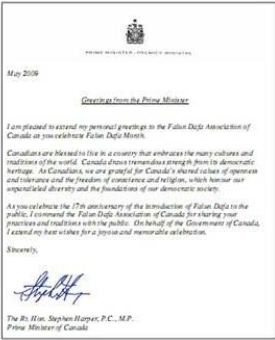 PRIME MINISTER · PREMIER MINISTRE
May 2009
Greetings from the Prime Minister
I am pleased to extend my personal greetings to the Falun Dafa Association of
Canada as you celebrate Falun Dafa Month.
Canadians are blessed to live in a country that embraces the many cultures and
traditions of the world. Canada draws tremendous strength from its democratic
heritage. As Canadians, we are grateful for Canada's shared values of openness
and tolerance and the freedom of conscience and religion, which honour our
unparalleled diversity and the foundations of our democratic society.
As you celebrate the 17th anniversary of the introduction of Falun Dafa to the
public, I commend the Falun Dafa Association of Canada for sharing your
practices and traditions with the public. On behalf of the Government of Canada,
I extend my best wishes for a joyous and memorable celebration.
Sincerely,
The Rt. Hon. Stephen Harper, P.C., M.P.
Prime Minister of Canada